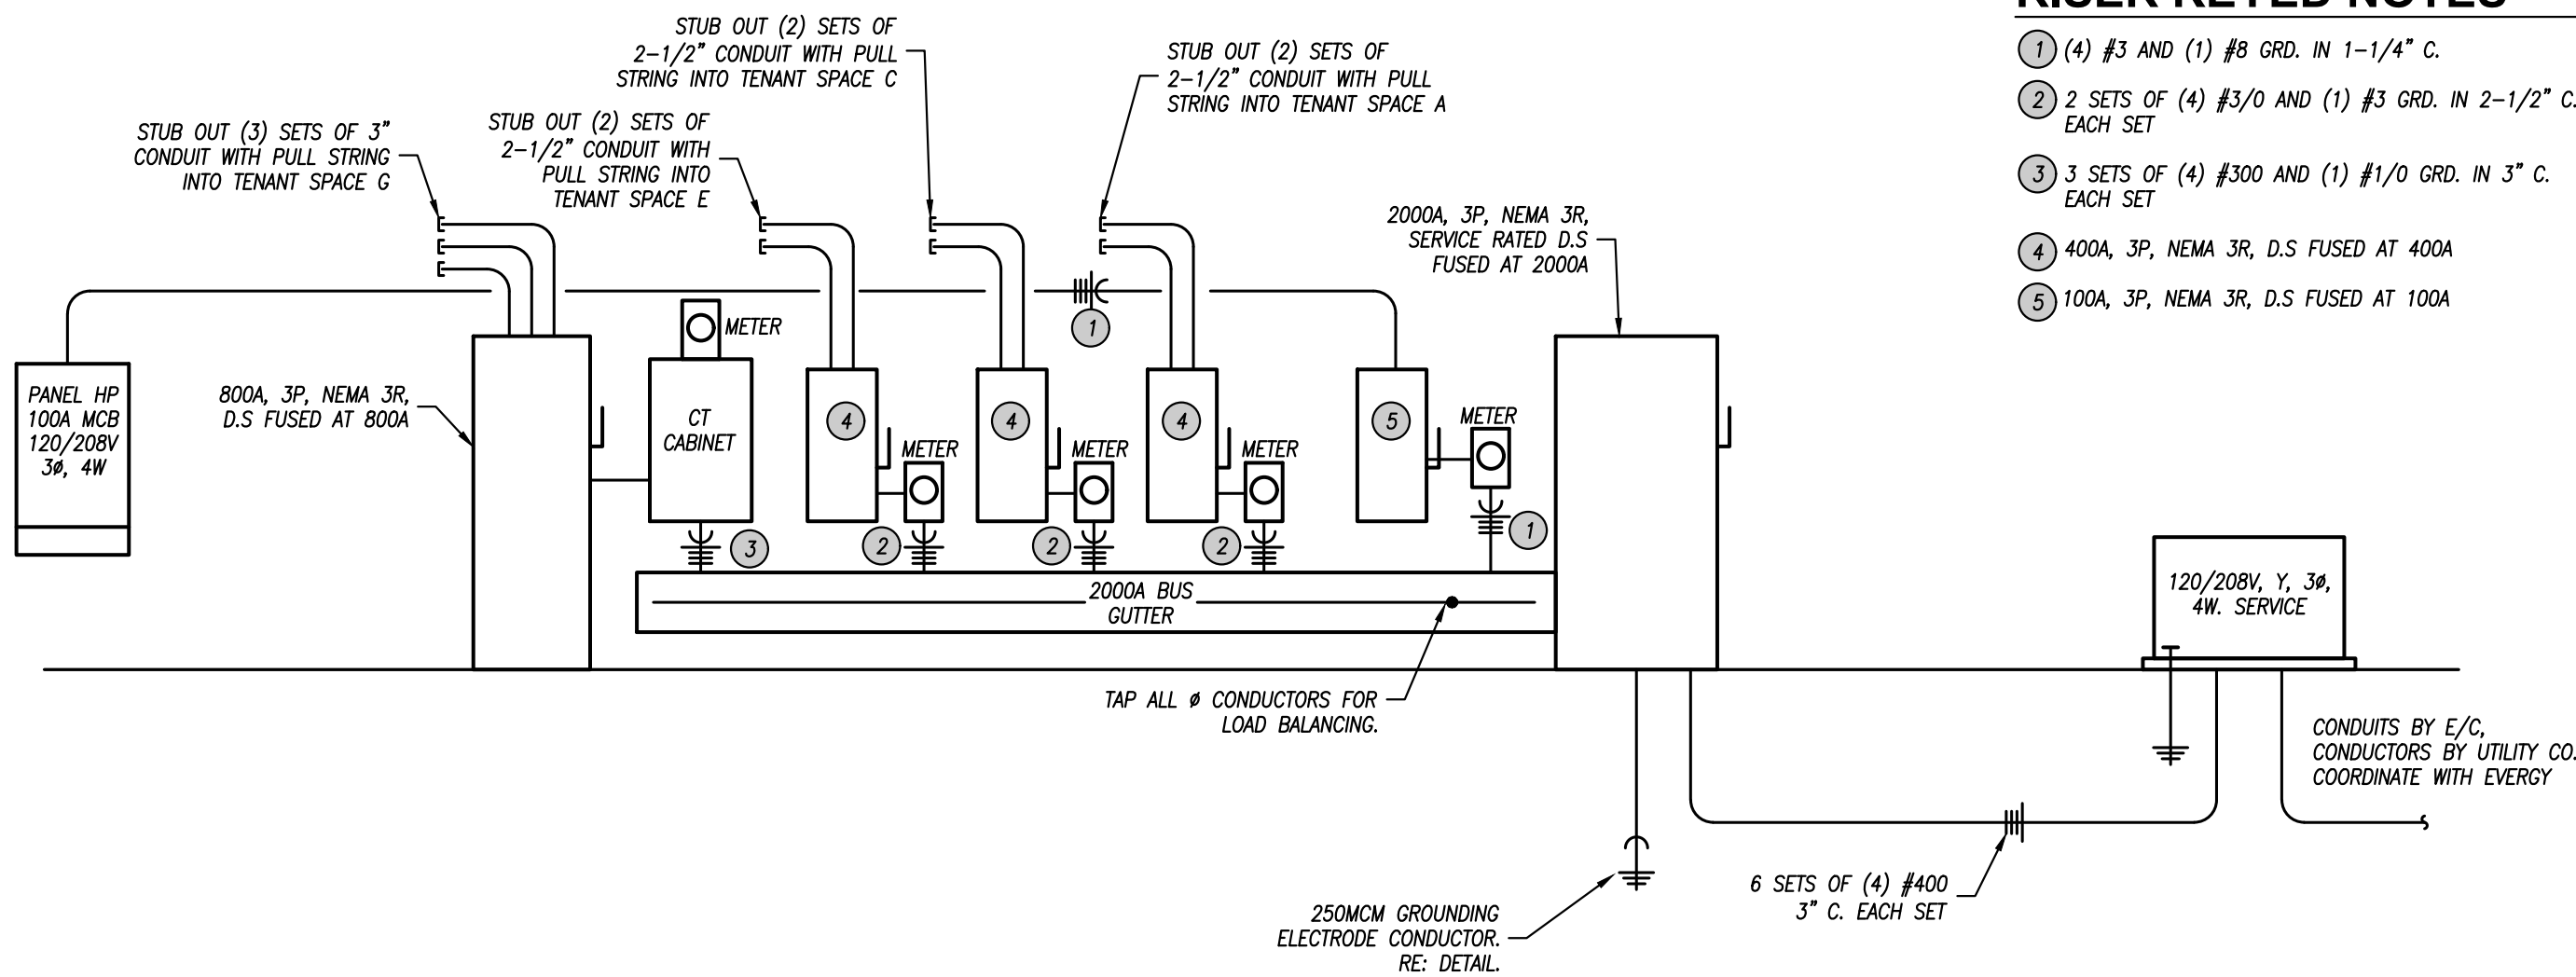 RISER KEYED NOTES
1 (4) #3 AND (1) #8 GRD. IN 1-1/4" C.
2 2 SETS OF (4) #3/0 AND (1) #3 GRD. IN 2-1/2" C.
EACH SET
3 3 SETS OF (4) #300 AND (1) #1/0 GRD. IN 3" C.
EACH SET
4 400A, 3P, NEMA 3R, D.S FUSED AT 400A
5 100A, 3P, NEMA 3R, D.S FUSED AT 100A
STUB OUT (3) SETS OF 3"
CONDUIT WITH PULL STRING
INTO TENANT SPACE G
STUB OUT (2) SETS OF
2-1/2" CONDUIT WITH
PULL STRING INTO
TENANT SPACE E
STUB OUT (2) SETS OF
2-1/2" CONDUIT WITH PULL
STRING INTO TENANT SPACE C
STUB OUT (2) SETS OF
2-1/2" CONDUIT WITH PULL
STRING INTO TENANT SPACE A
2000A, 3P, NEMA 3R,
SERVICE RATED D.S
FUSED AT 2000A
1
PANEL HP
100A MCB
120/208V
3ø, 4W
800A, 3P, NEMA 3R,
D.S FUSED AT 800A
METER
CT
CABINET
4
METER
4
METER
4
METER
5
METER
3
2
2
2
1
2000A BUS
GUTTER
TAP ALL ø CONDUCTORS FOR
LOAD BALANCING.
120/208V, Y, 3ø,
4W. SERVICE
CONDUITS BY E/C,
CONDUCTORS BY UTILITY CO.
COORDINATE WITH EVERGY
6 SETS OF (4) #400
3" C. EACH SET
250MCM GROUNDING
ELECTRODE CONDUCTOR.
RE: DETAIL.